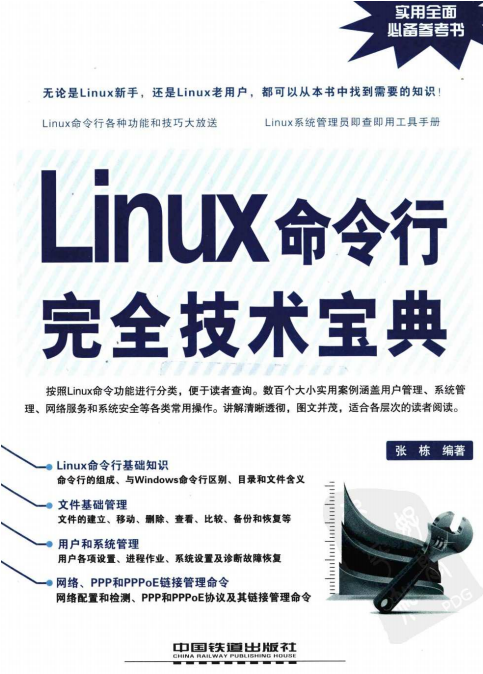 实用全面
必备参考书
无论是Linux新手，还是Linux老用户，都可以从本书中找到需要的知识！
Linux命令行各种功能和技巧大放送 Linux系统管理员即查即用工具手册
Linux命令行
完全技术宝典
按照Linux命令功能进行分类，便于读者查询。数百个大小实用案例涵盖用户管理、系统管
理、网络服务和系统安全等各类常用操作。讲解清晰透彻，图文并茂，适合各层次的读者阅读。
张 栋 编著
Linux命令行基础知识
命令行的组成、与Windows命令行区别、目录和文件含义
文件基础管理
文件的建立、移动、删除、查看、比较、备份和恢复等
用户和系统管理
用户各项设置、进程作业、系统设置及诊断故障恢复
网络、PPP和PPPoE链接管理命令
网络配置和检测、PPP和PPPoE协议及其链接管理命令
PDG
中国铁道出版社
CHINA RAILWAY PUBLISHING HOUSE